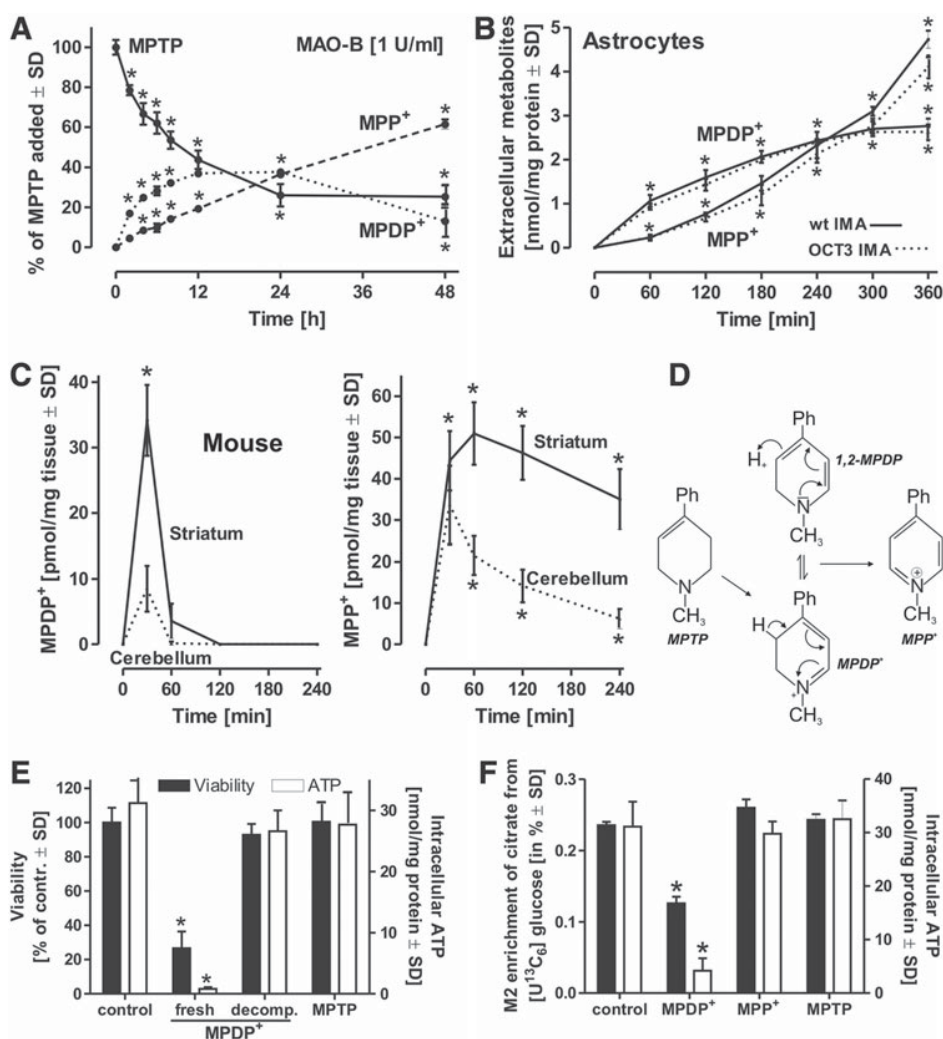 A
MPTP
MAO-B [1 U/ml]
% of MPTP added ± SD
100
80
60
40
20
0
MPP+
MPDP+
0 12 24 36 48
Time [h]
B
Astrocytes
Extracellular metabolites
[nmol/mg protein ± SD]
5
4
3
2
1
0
MPDP+
MPP+
wt IMA
OCT3 IMA
0 60 120 180 240 300 360
Time [min]
C
Mouse
MPDP+ [pmol/mg tissue ± SD]
40
30
20
10
0
Striatum
Cerebellum
0 60 120 180 240
Time [min]
MPP+ [pmol/mg tissue ± SD]
60
50
40
30
20
10
0
Striatum
Cerebellum
0 60 120 180 240
Time [min]
D
Ph
H+
1,2-MPDP
N
CH3
Ph
N
CH3
MPTP
Ph
N
CH3
MPP+
Ph
H
N+
CH3
MPDP+
E
Viability
ATP
Viability
[% of contr. ± SD]
120
100
80
60
40
20
0
Intracellular ATP
[nmol/mg protein ± SD]
30
20
10
0
control fresh decomp. MPTP
MPDP+
F
M2 enrichment of citrate from
[U13C6] glucose [in % ± SD]
0.3
0.2
0.1
0.0
Intracellular ATP
[nmol/mg protein ± SD]
40
30
20
10
0
control MPDP+ MPP+ MPTP